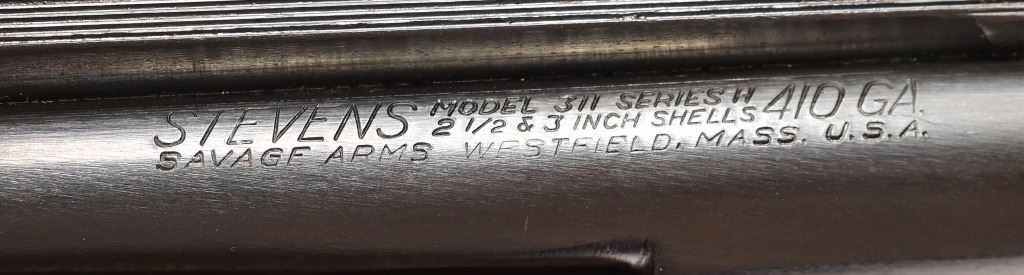 STEVENS MODEL 311 SERIES H 410 GA.
2 1/2 & 3 INCH SHELLS
SAVAGE ARMS WESTFIELD, MASS. U.S.A.